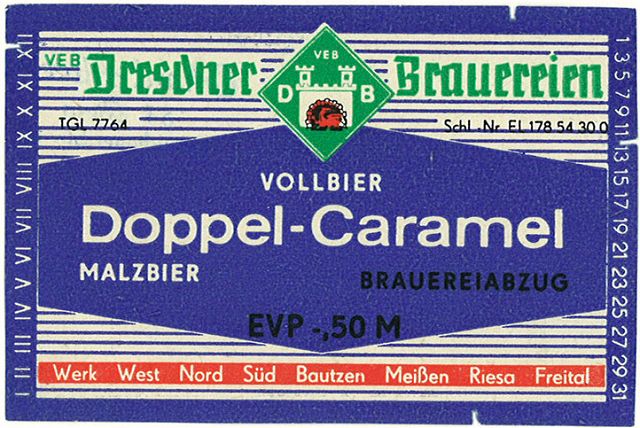 VEB Dresdner Brauereien
VEB
D B
TGL 7764
Schl.-Nr. EL 178 54 30 0
VOLLBIER
Doppel-Caramel
MALZBIER
BRAUEREIABZUG
EVP -,50 M
Werk West Nord Süd Bautzen Meißen Riesa Freital
I II III IV V VI VII VIII IX X XI XII
1 3 5 7 9 11 13 15 17 19 21 23 25 27 29 31